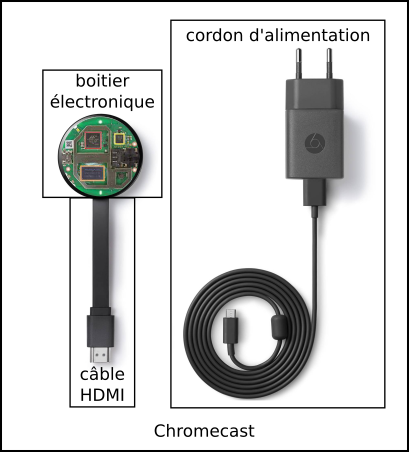 cordon d'alimentation
boitier
électronique
câble
HDMI
Chromecast